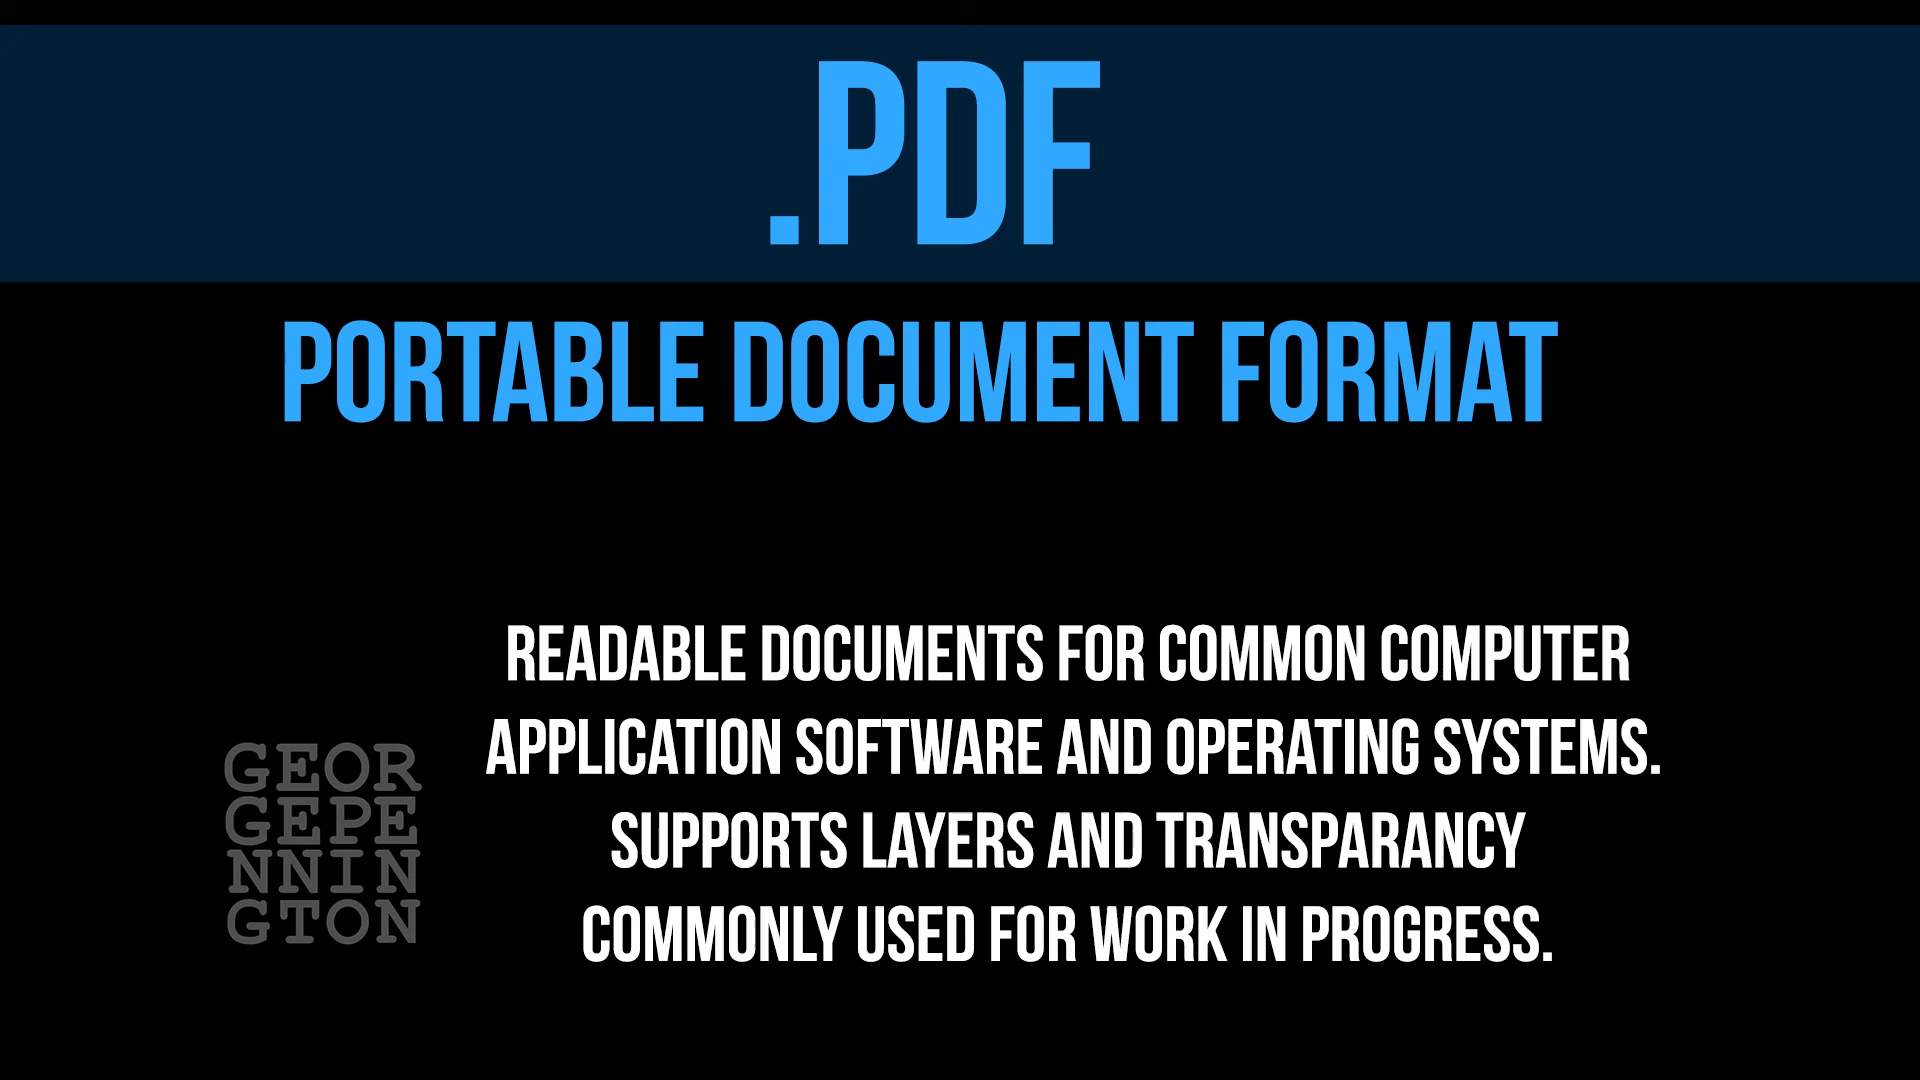 .PDF
PORTABLE DOCUMENT FORMAT
READABLE DOCUMENTS FOR COMMON COMPUTER
APPLICATION SOFTWARE AND OPERATING SYSTEMS.
SUPPORTS LAYERS AND TRANSPARANCY
COMMONLY USED FOR WORK IN PROGRESS.
GEOR
GEPE
NNIN
GTON